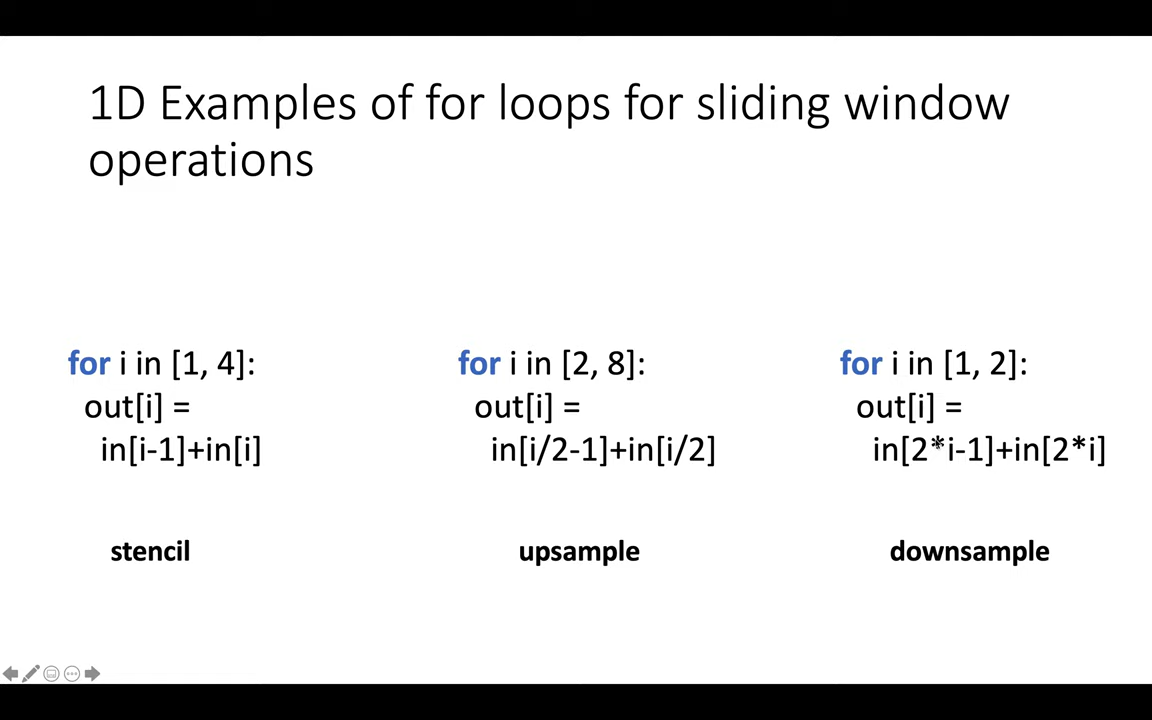 1D Examples of for loops for sliding window
operations
for i in [1, 4]:
out[i] =
in[i-1]+in[i]
stencil
for i in [2, 8]:
out[i] =
in[i/2-1]+in[i/2]
upsample
for i in [1, 2]:
out[i] =
in[2*i-1]+in[2*i]
downsample